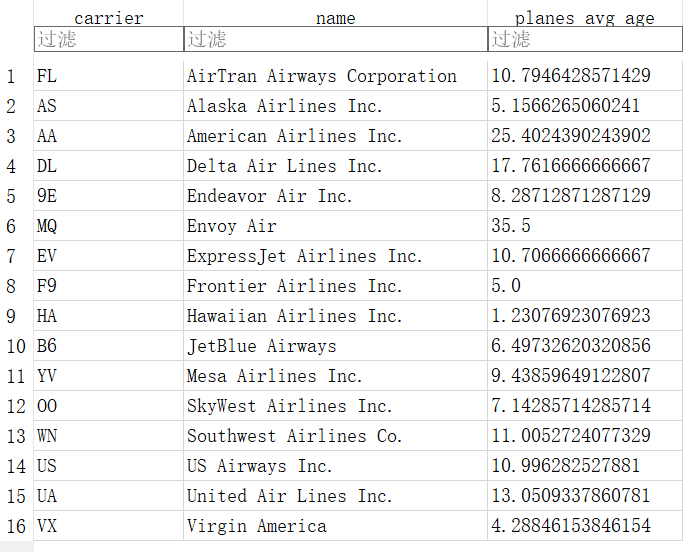 carrier name planes avg age
过滤 过滤 过滤
1 FL AirTran Airways Corporation 10.7946428571429
2 AS Alaska Airlines Inc. 5.1566265060241
3 AA American Airlines Inc. 25.4024390243902
4 DL Delta Air Lines Inc. 17.7616666666667
5 9E Endeavor Air Inc. 8.28712871287129
6 MQ Envoy Air 35.5
7 EV ExpressJet Airlines Inc. 10.7066666666667
8 F9 Frontier Airlines Inc. 5.0
9 HA Hawaiian Airlines Inc. 1.23076923076923
10 B6 JetBlue Airways 6.49732620320856
11 YV Mesa Airlines Inc. 9.43859649122807
12 OO SkyWest Airlines Inc. 7.14285714285714
13 WN Southwest Airlines Co. 11.0052724077329
14 US US Airways Inc. 10.996282527881
15 UA United Air Lines Inc. 13.0509337860781
16 VX Virgin America 4.28846153846154